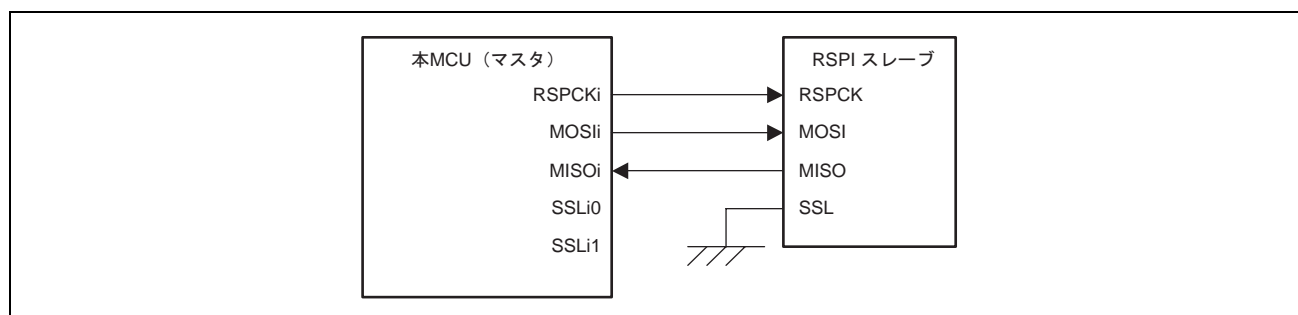 本MCU（マスタ）
RSPCKi
MOSIi
MISOi
SSLi0
SSLi1
RSPI スレーブ
RSPCK
MOSI
MISO
SSL